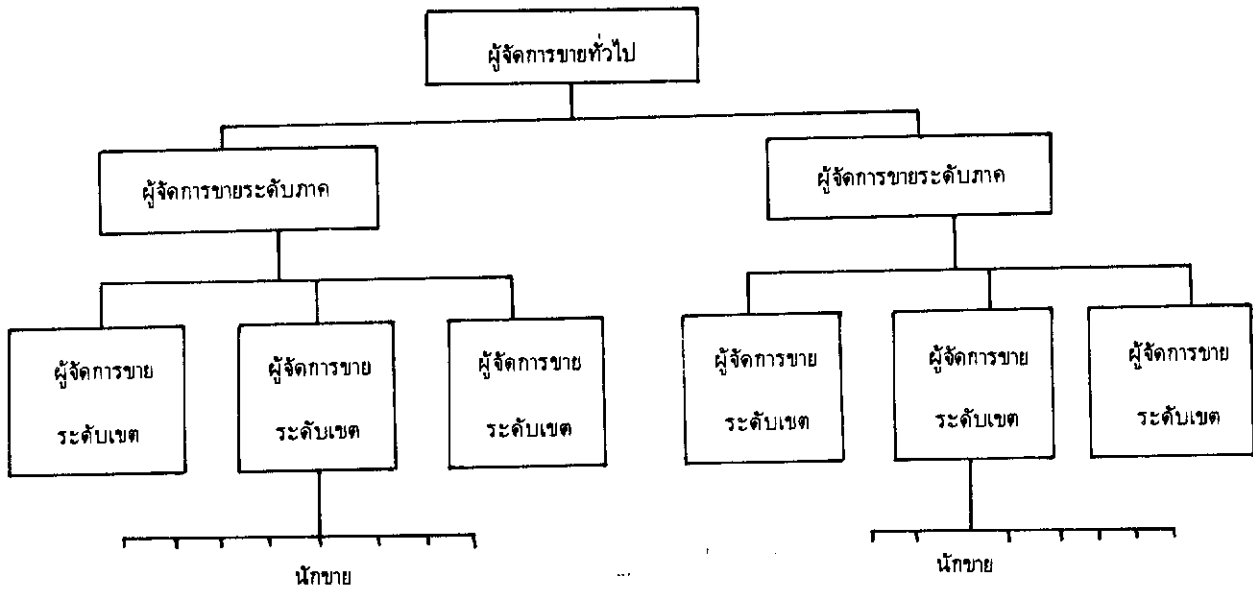 ผู้จัดการขายทั่วไป
ผู้จัดการขายระดับภาค
ผู้จัดการขายระดับภาค
ผู้จัดการขาย
ระดับเขต
ผู้จัดการขาย
ระดับเขต
ผู้จัดการขาย
ระดับเขต
ผู้จัดการขาย
ระดับเขต
ผู้จัดการขาย
ระดับเขต
ผู้จัดการขาย
ระดับเขต
นักขาย
นักขาย